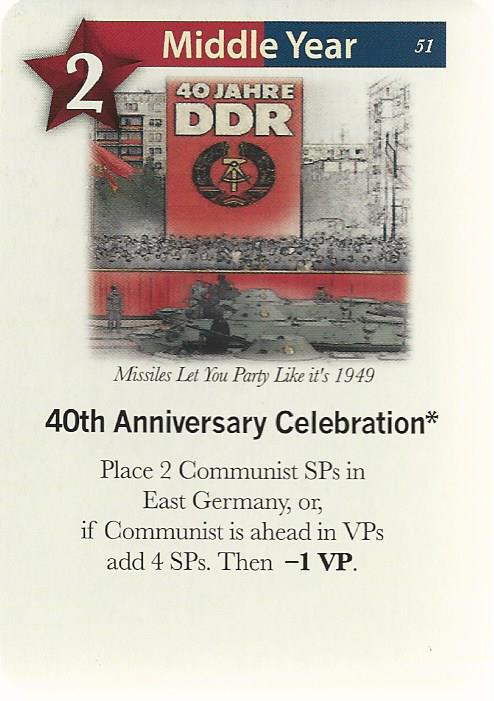 2
Middle Year
51
40 JAHRE
DDR
Missiles Let You Party Like it's 1949
40th Anniversary Celebration*
Place 2 Communist SPs in
East Germany, or,
if Communist is ahead in VPs
add 4 SPs. Then −1 VP.